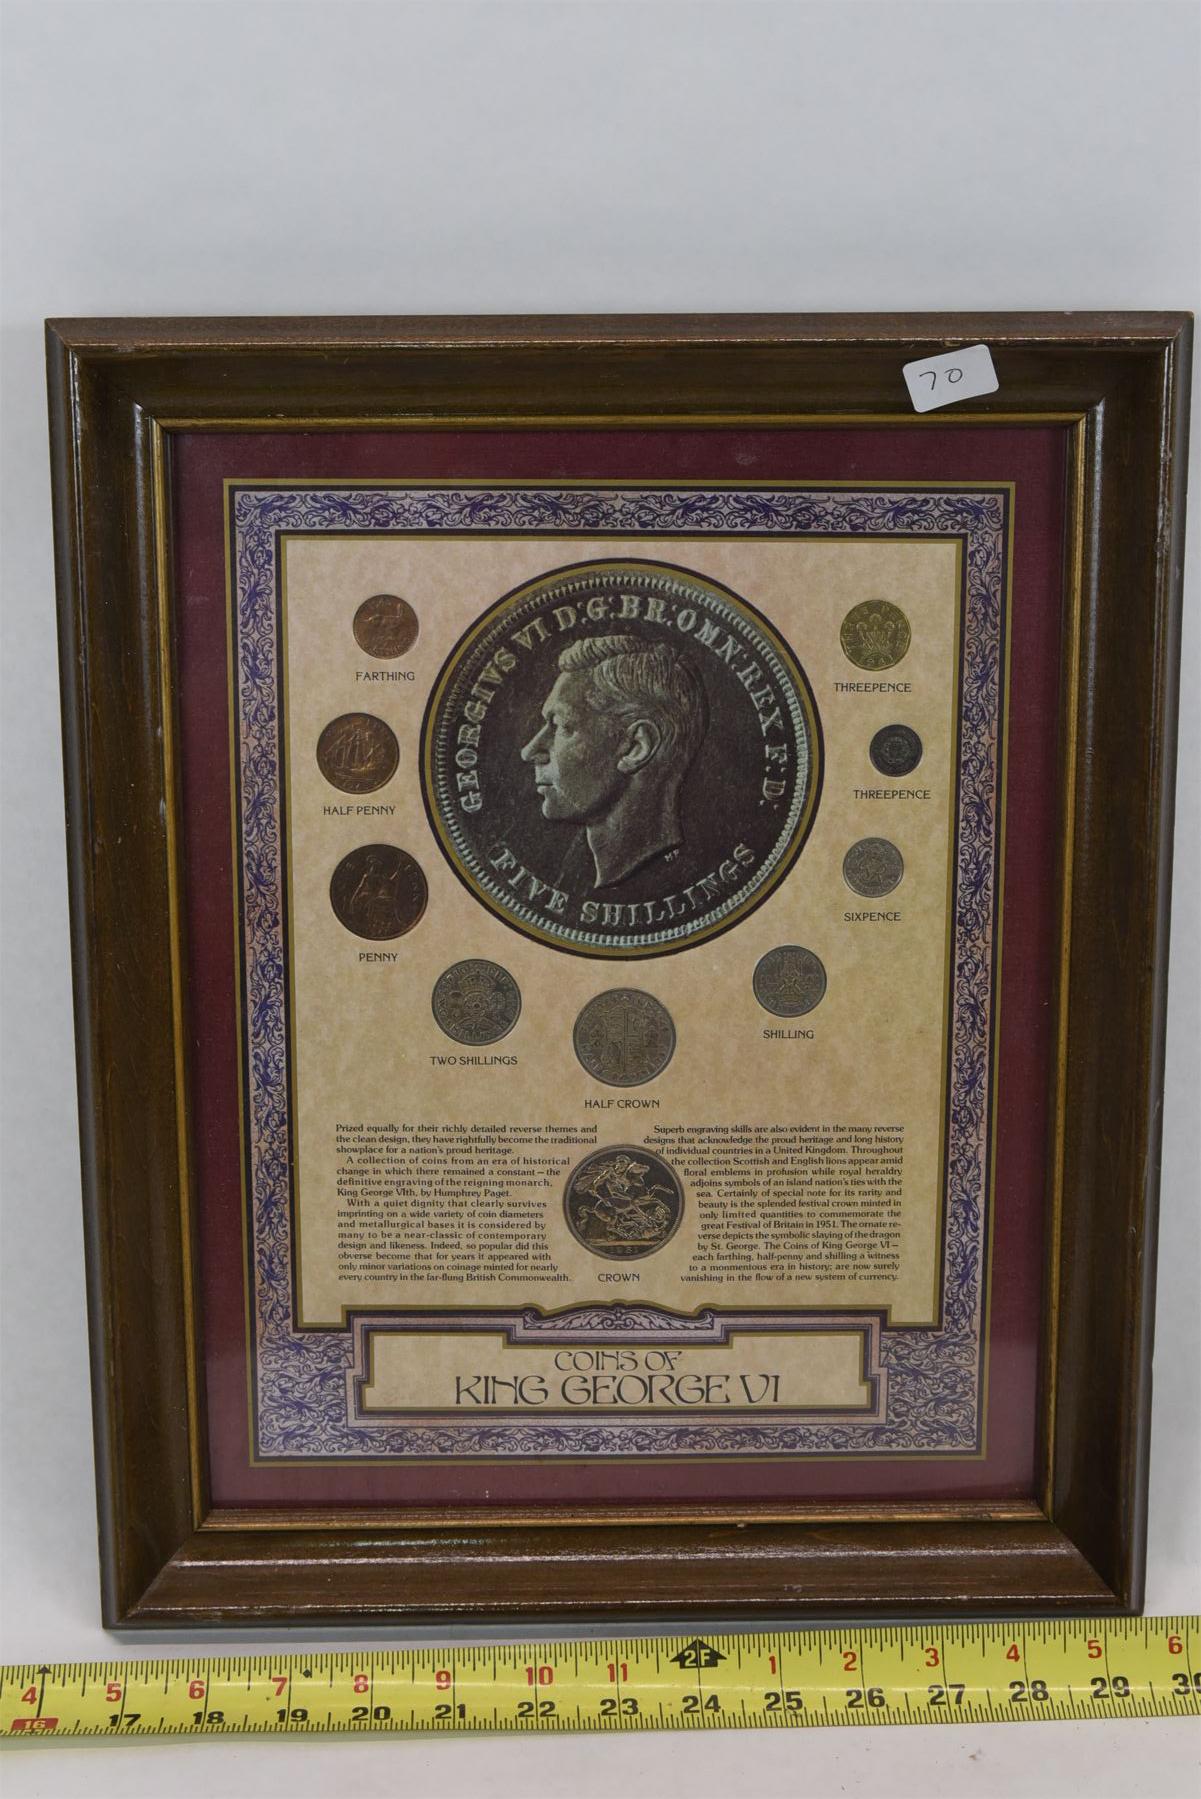 70
GEORGIVS VI D:G:BR:OMN:REX F.D.
FIVE SHILLINGS
HP
FARTHING
HALF PENNY
PENNY
TWO SHILLINGS
HALF CROWN
THREEPENCE
THREEPENCE
SIXPENCE
SHILLING
Prized equally for their richly detailed reverse themes and
the clean design, they have rightfully become the traditional
showplace for a nation's proud heritage.
A collection of coins from an era of historical
change in which there remained a constant – the
definitive engraving of the reigning monarch,
King George VIth, by Humphrey Paget.
With a quiet dignity that clearly survives
imprinting on a wide variety of coin diameters
and metallurgical bases it is considered by
many to be a near-classic of contemporary
design and likeness. Indeed, so popular did this
obverse become that for years it appeared with
only minor variations on coinage minted for nearly
every country in the far-flung British Commonwealth.
Superb engraving skills are also evident in the many reverse
designs that acknowledge the proud heritage and long history
of individual countries in a United Kingdom. Throughout
the collection Scottish and English lions appear amid
floral emblems in profusion while royal heraldry
adjoins symbols of an island nation's ties with the
sea. Certainly of special note for its rarity and
beauty is the splended festival crown minted in
only limited quantities to commemorate the
great Festival of Britain in 1951. The ornate re-
verse depicts the symbolic slaying of the dragon
by St. George. The Coins of King George VI –
each farthing, half-penny and shilling a witness
to a monmentous era in history; are now surely
vanishing in the flow of a new system of currency.
1951
CROWN
COINS OF
KING GEORGE VI
4 5 6 7 8 9 10 11 2F 1 2 3 4 5 6
16 17 18 19 20 21 22 23 24 25 26 27 28 29 30